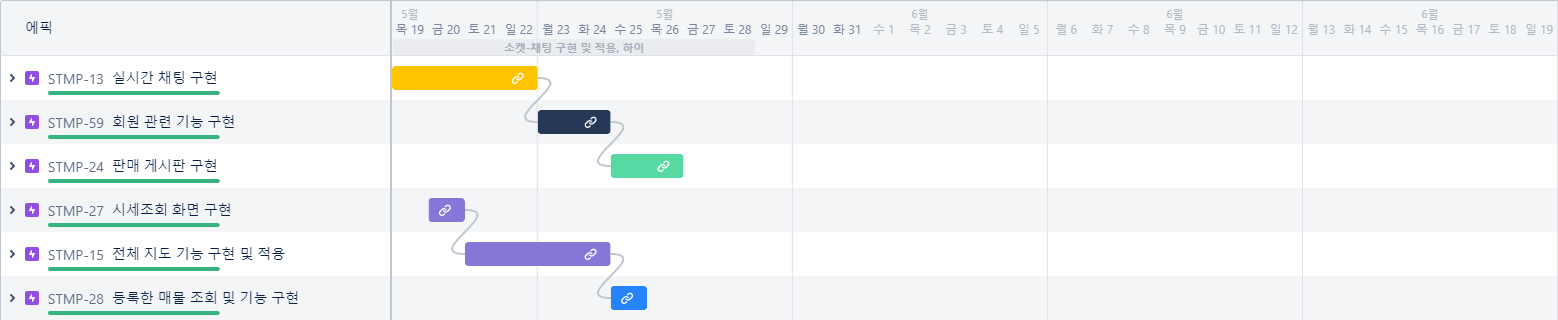 에픽
5월 5월 6월 6월 6월
목 19 금 20 토 21 일 22 월 23 화 24 수 25 목 26 금 27 토 28 일 29 월 30 화 31 수 1 목 2 금 3 토 4 일 5 월 6 화 7 수 8 목 9 금 10 토 11 일 12 월 13 화 14 수 15 목 16 금 17 토 18 일 19
소켓-채팅 구현 및 적용, 하이
STMP-13 실시간 채팅 구현
STMP-59 회원 관련 기능 구현
STMP-24 판매 게시판 구현
STMP-27 시세조회 화면 구현
STMP-15 전체 지도 기능 구현 및 적용
STMP-28 등록한 매물 조회 및 기능 구현